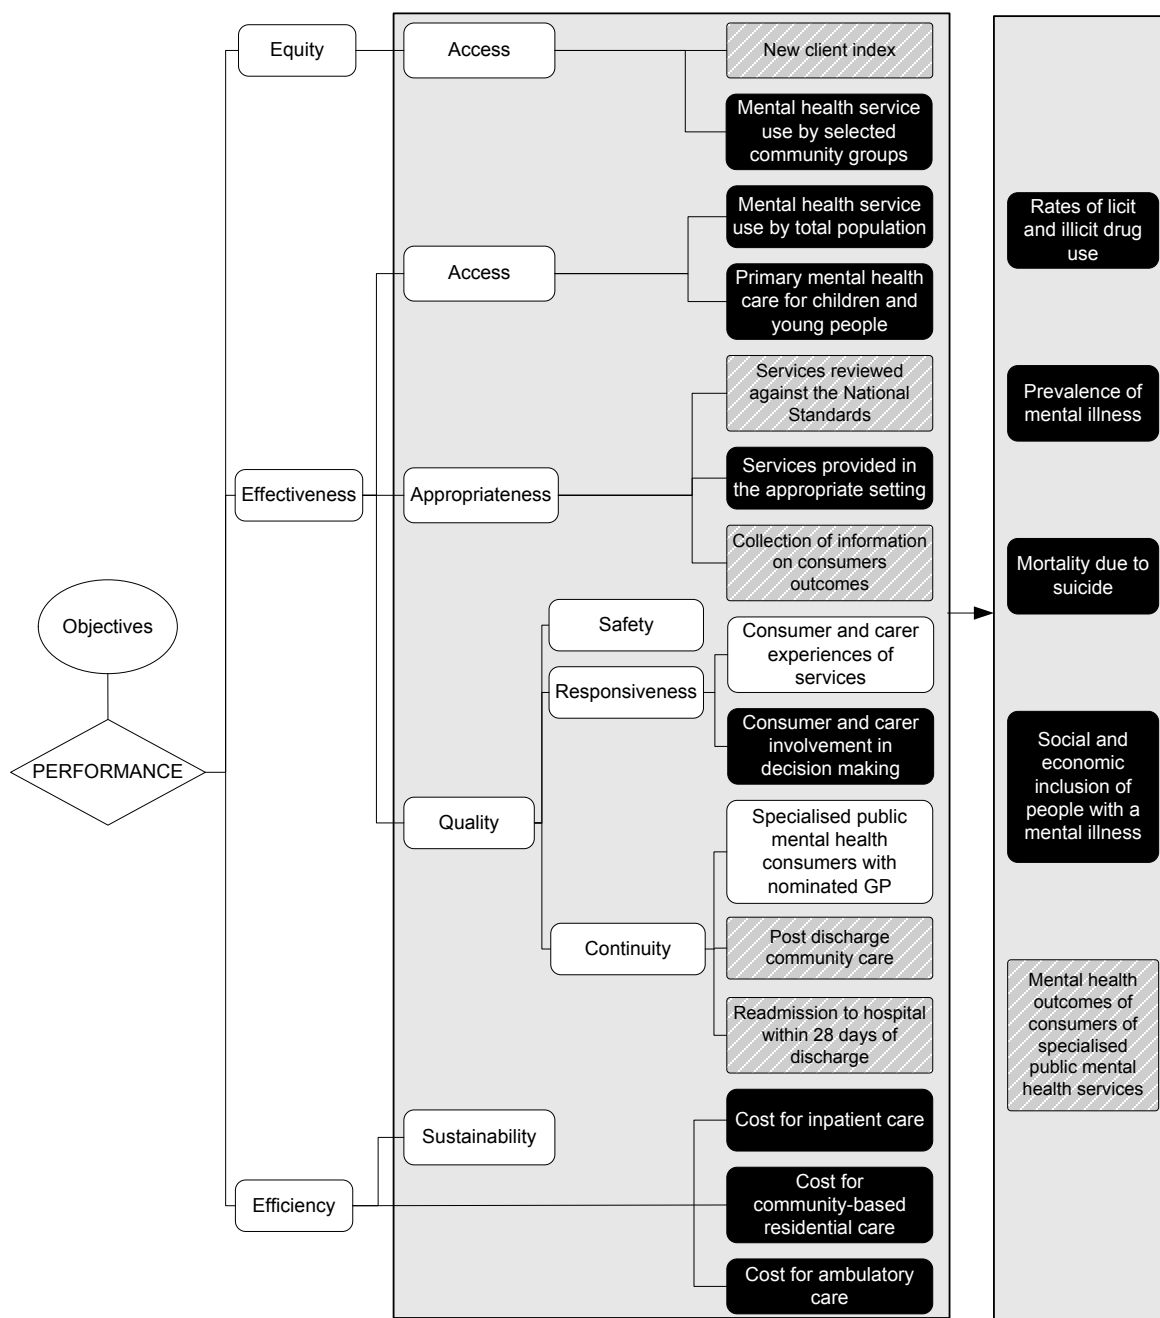 Equity
Access
New client index
Mental health service
use by selected
community groups
Mental health service
use by total population
Access
Primary mental health
care for children and
young people
Rates of licit
and illicit drug
use
Services reviewed
against the National
Standards
Prevalence of
mental illness
Effectiveness
Appropriateness
Services provided in
the appropriate setting
Collection of information
on consumers
outcomes
Mortality due to
suicide
Objectives
Safety
Consumer and carer
experiences of
services
Responsiveness
PERFORMANCE
Consumer and carer
involvement in
decision making
Social and
economic
inclusion of
people with a
mental illness
Quality
Specialised public
mental health
consumers with
nominated GP
Continuity
Post discharge
community care
Readmission to hospital
within 28 days of
discharge
Mental health
outcomes of
consumers of
specialised
public mental
health services
Sustainability
Cost for inpatient care
Efficiency
Cost for
community-based
residential care
Cost for ambulatory
care